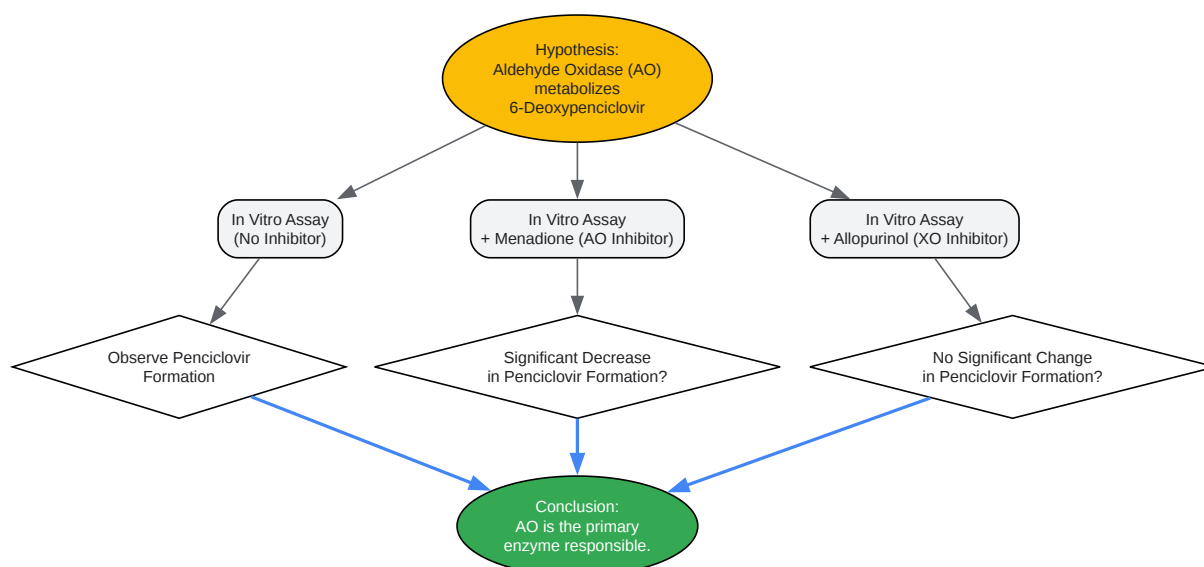 Hypothesis:
Aldehyde Oxidase (AO)
metabolizes
6-Deoxypenciclovir
In Vitro Assay
(No Inhibitor)
In Vitro Assay
+ Menadione (AO Inhibitor)
In Vitro Assay
+ Allopurinol (XO Inhibitor)
Observe Penciclovir
Formation
Significant Decrease
in Penciclovir Formation?
No Significant Change
in Penciclovir Formation?
Conclusion:
AO is the primary
enzyme responsible.